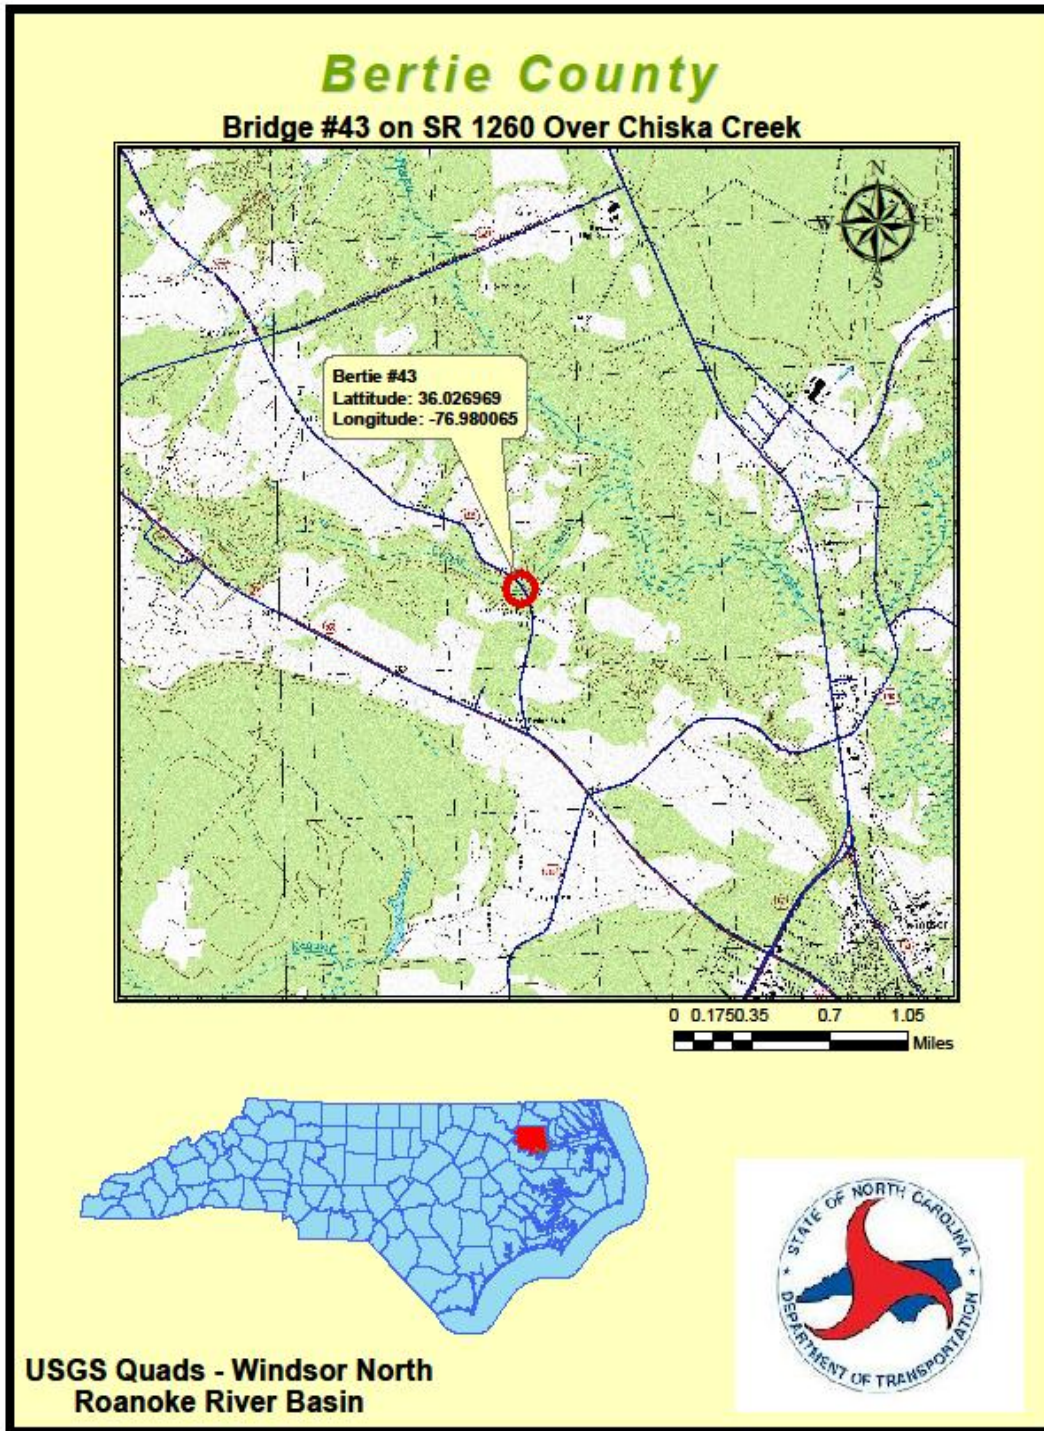 Bertie County
Bridge #43 on SR 1260 Over Chiska Creek
N
W
E
S
Bertie #43
Lattitude: 36.026969
Longitude: -76.980065
Windsor
0 0.1750.35 0.7 1.05
Miles
STATE OF NORTH CAROLINA
DEPARTMENT OF TRANSPORTATION
USGS Quads - Windsor North
Roanoke River Basin